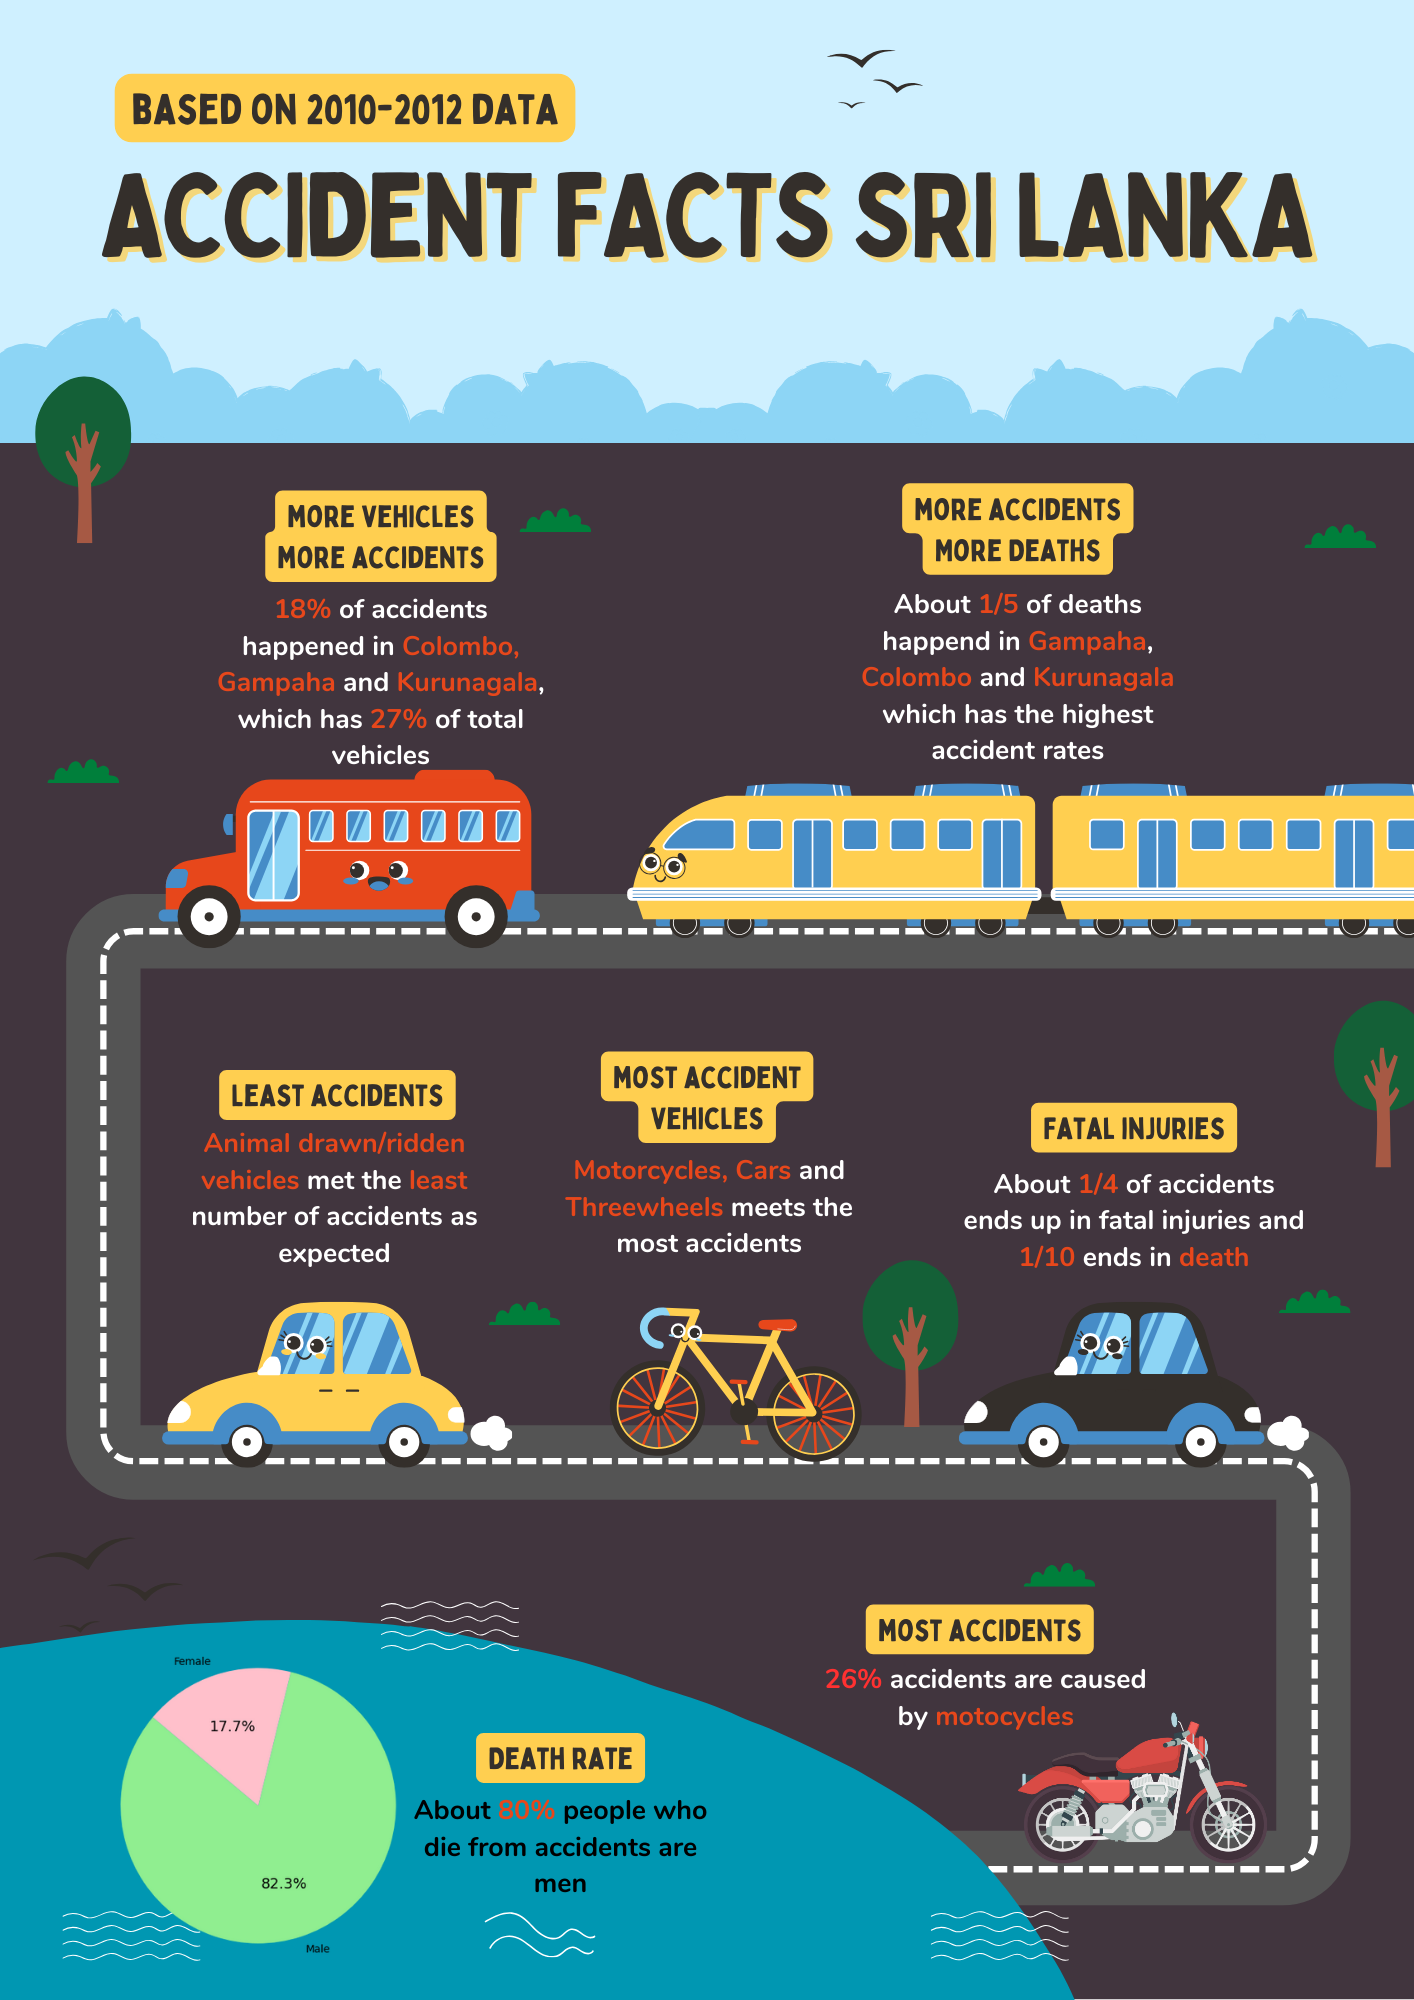 BASED ON 2010-2012 DATA
ACCIDENT FACTS SRI LANKA
MORE VEHICLES
MORE ACCIDENTS
18% of accidents
happened in Colombo,
Gampaha and Kurunagala,
which has 27% of total
vehicles
MORE ACCIDENTS
MORE DEATHS
About 1/5 of deaths
happend in Gampaha,
Colombo and Kurunagala
which has the highest
accident rates
LEAST ACCIDENTS
Animal drawn/ridden
vehicles met the least
number of accidents as
expected
MOST ACCIDENT
VEHICLES
Motorcycles, Cars and
Threewheels meets the
most accidents
FATAL INJURIES
About 1/4 of accidents
ends up in fatal injuries and
1/10 ends in death
MOST ACCIDENTS
26% accidents are caused
by motocycles
Female
17.7%
82.3%
Male
DEATH RATE
About 80% people who
die from accidents are
men